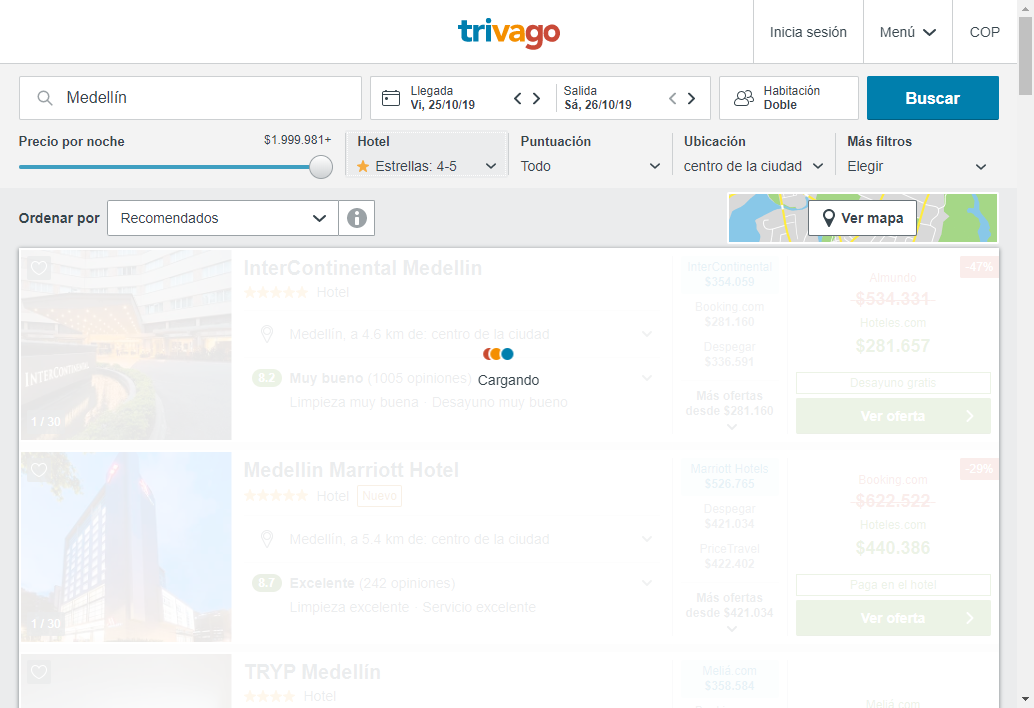 trivago
Inicia sesión
Menú
COP
Medellín
Llegada
Vi, 25/10/19
Salida
Sá, 26/10/19
Habitación
Doble
Buscar
Precio por noche
$1.999.981+
Hotel
Estrellas: 4-5
Puntuación
Todo
Ubicación
centro de la ciudad
Más filtros
Elegir
Ordenar por
Recomendados
Ver mapa
InterContinental Medellin
Hotel
Medellín, a 4.6 km de: centro de la ciudad
8.2 Muy bueno (1005 opiniones)
Limpieza muy buena · Desayuno muy bueno
INTERCONTINENTAL
1 / 30
Cargando
InterContinental
$354.059
Booking.com
$281.160
Despegar
$336.591
Más ofertas
desde $281.160
-47%
Almundo
$534.331
Hoteles.com
$281.657
Desayuno gratis
Ver oferta
Medellin Marriott Hotel
Hotel
Nuevo
Medellín, a 5.4 km de: centro de la ciudad
8.7 Excelente (242 opiniones)
Limpieza excelente · Servicio excelente
1 / 30
Marriott Hotels
$526.765
Despegar
$421.034
PriceTravel
$422.402
Más ofertas
desde $421.034
-29%
Booking.com
$622.522
Hoteles.com
$440.386
Paga en el hotel
Ver oferta
TRYP Medellín
Hotel
Meliá.com
$358.584
Meliá.com